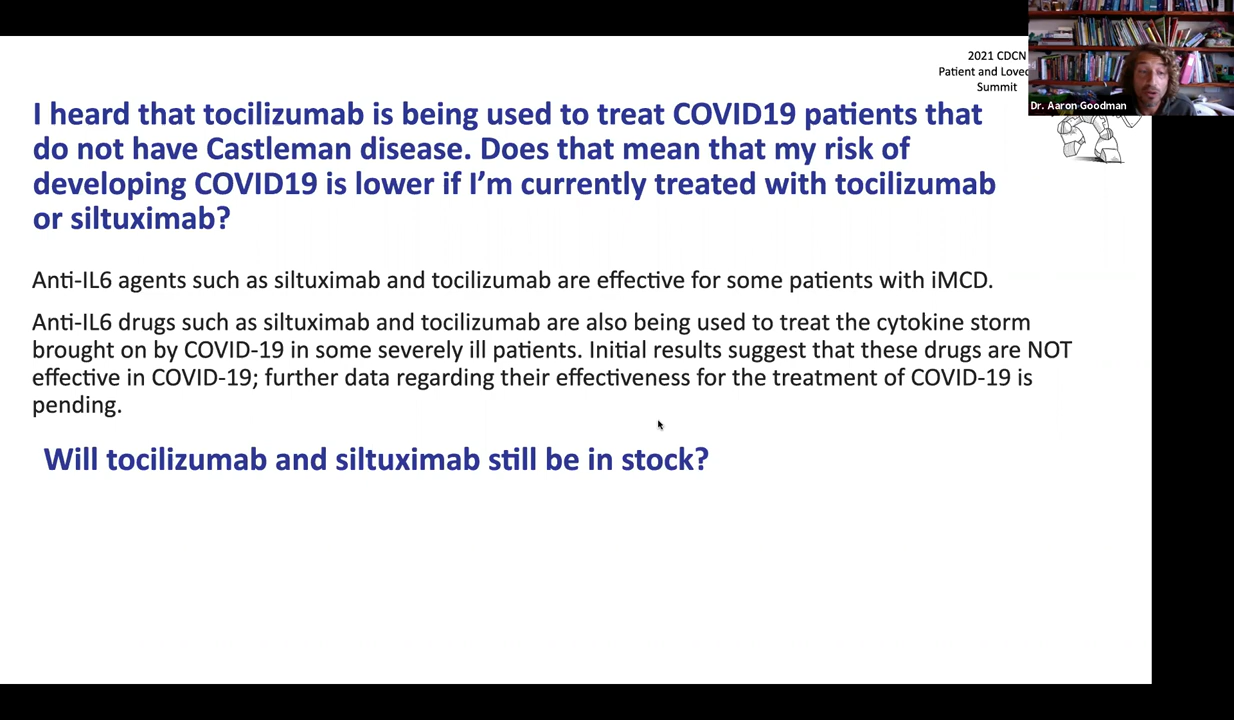 2021 CDCN
Patient and Loved
Summit
Dr. Aaron Goodman
I heard that tocilizumab is being used to treat COVID19 patients that
do not have Castleman disease. Does that mean that my risk of
developing COVID19 is lower if I'm currently treated with tocilizumab
or siltuximab?
Anti-IL6 agents such as siltuximab and tocilizumab are effective for some patients with iMCD.
Anti-IL6 drugs such as siltuximab and tocilizumab are also being used to treat the cytokine storm
brought on by COVID-19 in some severely ill patients. Initial results suggest that these drugs are NOT
effective in COVID-19; further data regarding their effectiveness for the treatment of COVID-19 is
pending.
Will tocilizumab and siltuximab still be in stock?